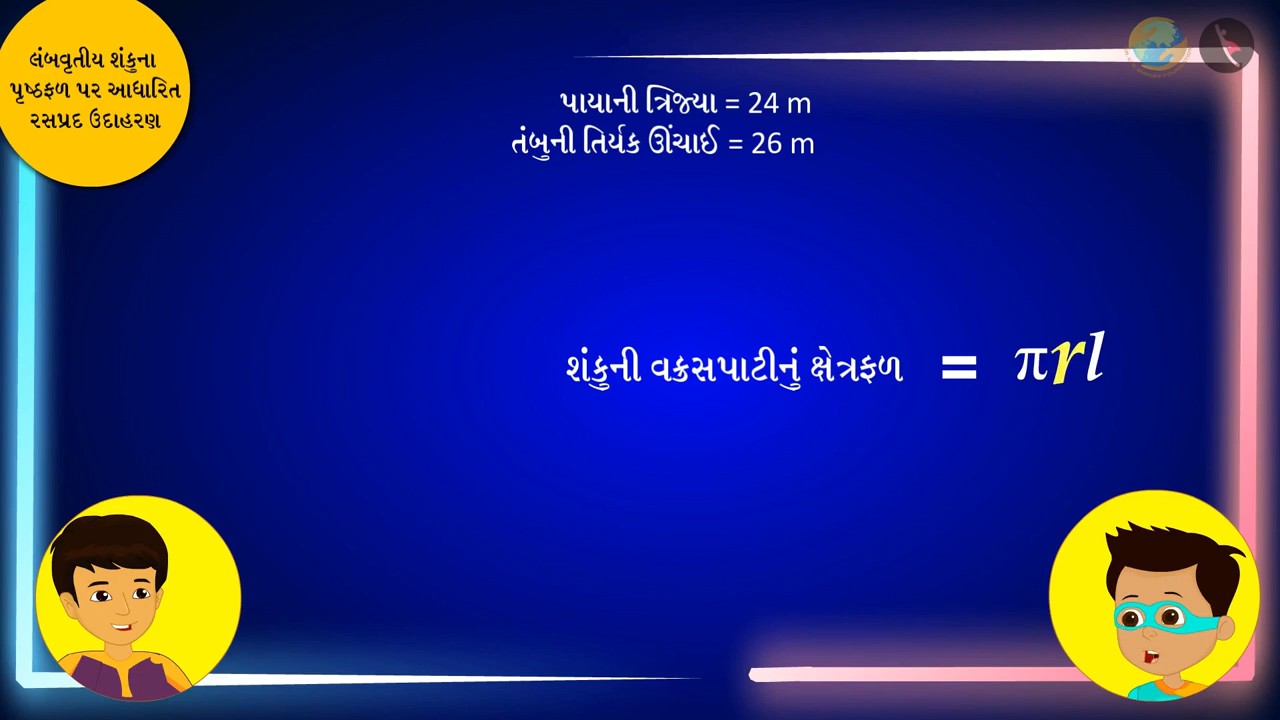 લંબવૃતીય શંકુના
પૃષ્ઠફળ પર આધારિત
રસપ્રદ ઉદાહરણ
પાયાની ત્રિજ્યા = 24 m
તંબુની તિર્યક ઊંચાઈ = 26 m
શંકુની વક્રસપાટીનું ક્ષેત્રફળ = πrl